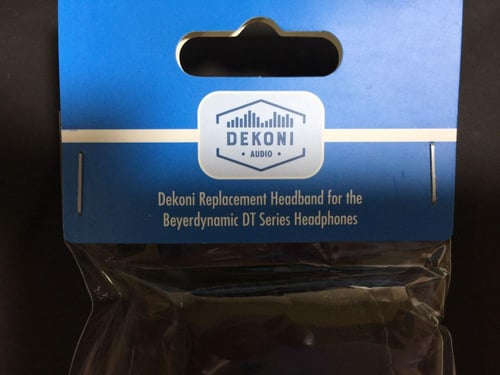 DEKONI
• AUDIO •
Dekoni Replacement Headband for the
Beyerdynamic DT Series Headphones